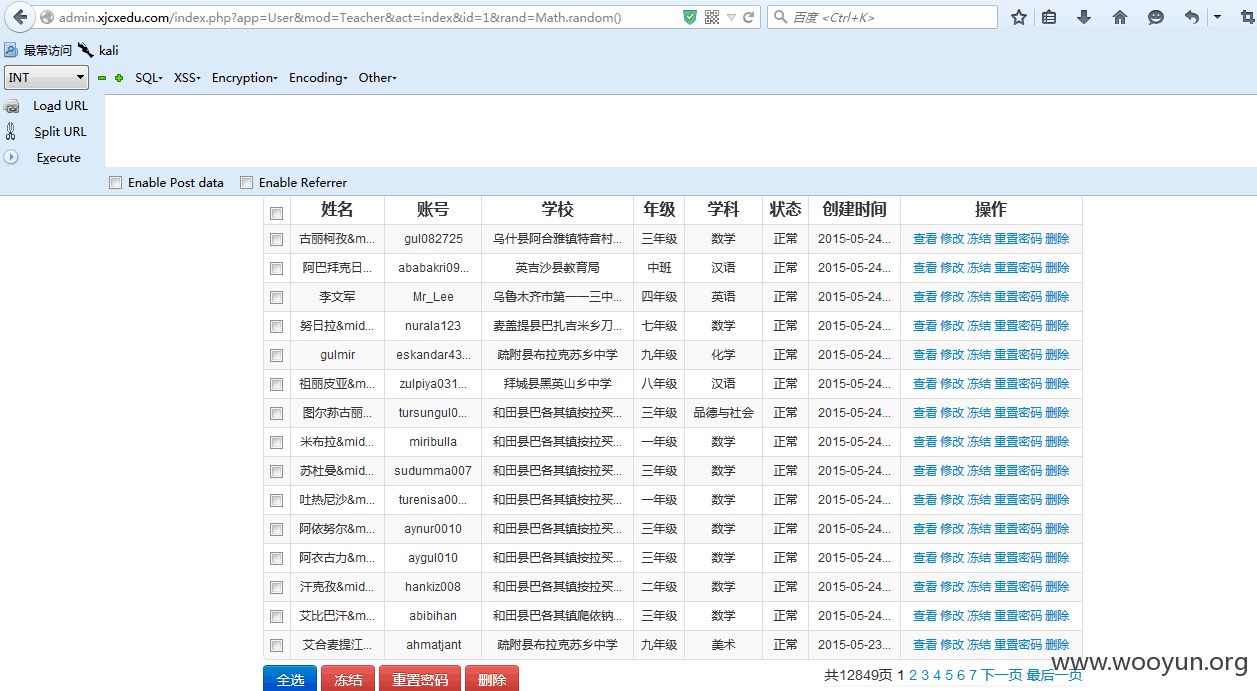 admin.xjcxedu.com/index.php?app=User&mod=Teacher&act=index&id=1&rand=Math.random() 百度 <Ctrl+K>
最常访问 kali
INT SQL XSS Encryption Encoding Other
Load URL
Split URL
Execute
Enable Post data Enable Referrer
姓名 账号 学校 年级 学科 状态 创建时间 操作
古丽柯孜&m... gul082725 乌什县阿合雅镇特音村... 三年级 数学 正常 2015-05-24... 查看 修改 冻结 重置密码 删除
阿巴拜克日... ababakri09... 英吉沙县教育局 中班 汉语 正常 2015-05-24... 查看 修改 冻结 重置密码 删除
李文军 Mr_Lee 乌鲁木齐市第一一三中... 四年级 英语 正常 2015-05-24... 查看 修改 冻结 重置密码 删除
努日拉&mid... nurala123 麦盖提县巴扎吉米乡刀... 七年级 数学 正常 2015-05-24... 查看 修改 冻结 重置密码 删除
gulmir eskandar43... 疏附县布拉克苏乡中学 九年级 化学 正常 2015-05-24... 查看 修改 冻结 重置密码 删除
祖丽皮亚&m... zulpiya031... 拜城县黑英山乡中学 八年级 汉语 正常 2015-05-24... 查看 修改 冻结 重置密码 删除
图尔荪古丽... tursungul0... 和田县巴各其镇按拉买... 三年级 品德与社会 正常 2015-05-24... 查看 修改 冻结 重置密码 删除
米布拉&mid... miribulla 和田县巴各其镇按拉买... 一年级 数学 正常 2015-05-24... 查看 修改 冻结 重置密码 删除
苏杜曼&mid... sudumma007 和田县巴各其镇按拉买... 三年级 数学 正常 2015-05-24... 查看 修改 冻结 重置密码 删除
吐热尼沙&m... turenisa00... 和田县巴各其镇按拉买... 一年级 数学 正常 2015-05-24... 查看 修改 冻结 重置密码 删除
阿依努尔&m... aynur0010 和田县巴各其镇按拉买... 三年级 数学 正常 2015-05-24... 查看 修改 冻结 重置密码 删除
阿衣古力&m... aygul010 和田县巴各其镇按拉买... 三年级 数学 正常 2015-05-24... 查看 修改 冻结 重置密码 删除
汗克孜&mid... hankiz008 和田县巴各其镇按拉买... 二年级 数学 正常 2015-05-24... 查看 修改 冻结 重置密码 删除
艾比巴汗&m... abibihan 和田县巴各其镇爬依钠... 三年级 数学 正常 2015-05-24... 查看 修改 冻结 重置密码 删除
艾合麦提江... ahmatjant 疏附县布拉克苏乡中学 九年级 美术 正常 2015-05-23... 查看 修改 冻结 重置密码 删除
全选 冻结 重置密码 删除 共12849页 1 2 3 4 5 6 7 下一页 最后一页
www.wooyun.org